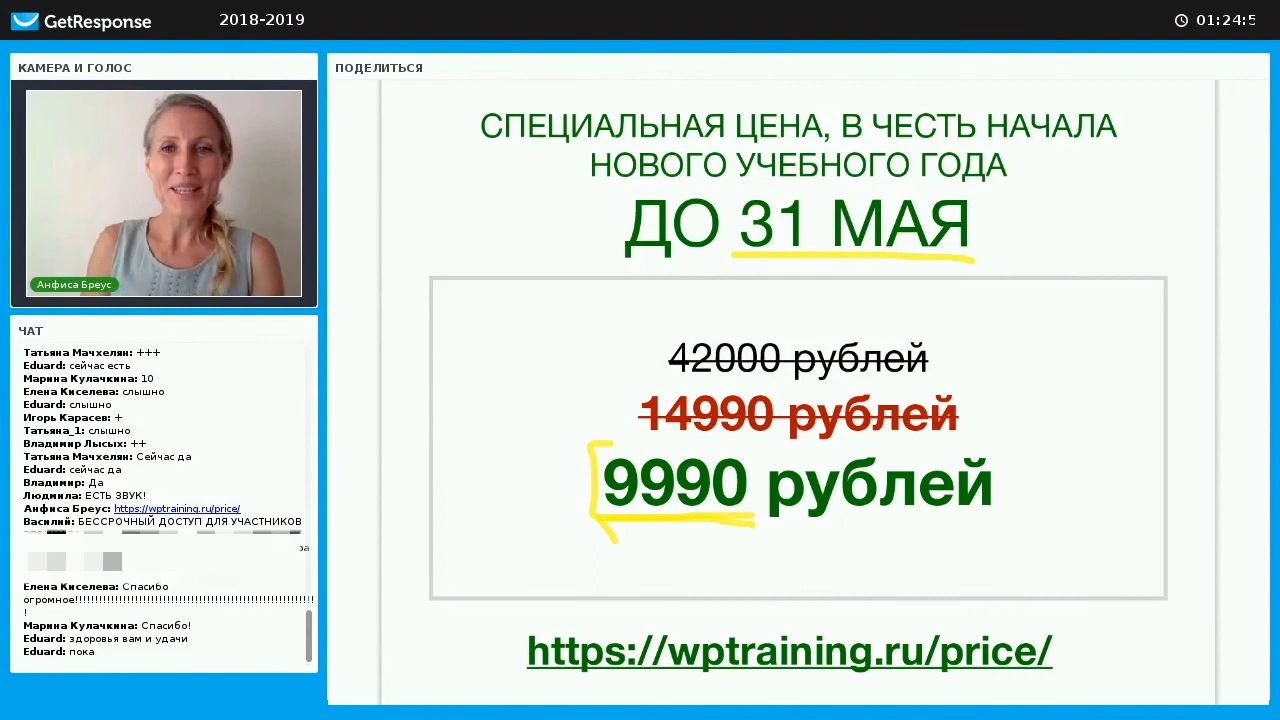 GetResponse
2018-2019
01:24:5
КАМЕРА И ГОЛОС
Анфиса Бреус
ЧАТ
Татьяна Мачхелян: +++
Eduard: сейчас есть
Марина Кулачкина: 10
Елена Киселева: слышно
Eduard: слышно
Игорь Карасев: +
Татьяна_1: слышно
Владимир Лысых: ++
Татьяна Мачхелян: Сейчас да
Eduard: сейчас да
Владимир: Да
Людмила: ЕСТЬ ЗВУК!
Анфиса Бреус: https://wptraining.ru/price/
Василий: БЕССРОЧНЫЙ ДОСТУП ДЛЯ УЧАСТНИКОВ
Елена Киселева: Спасибо
огромное!!!!!!!!!!!!!!!!!!!!!!!!!!!!!!!!!!!!!!!!!!!!!!!!!!!!!!
!
Марина Кулачкина: Спасибо!
Eduard: здоровья вам и удачи
Eduard: пока
ПОДЕЛИТЬСЯ
СПЕЦИАЛЬНАЯ ЦЕНА, В ЧЕСТЬ НАЧАЛА
НОВОГО УЧЕБНОГО ГОДА
ДО 31 МАЯ
42000 рублей
14990 рублей
9990 рублей
https://wptraining.ru/price/